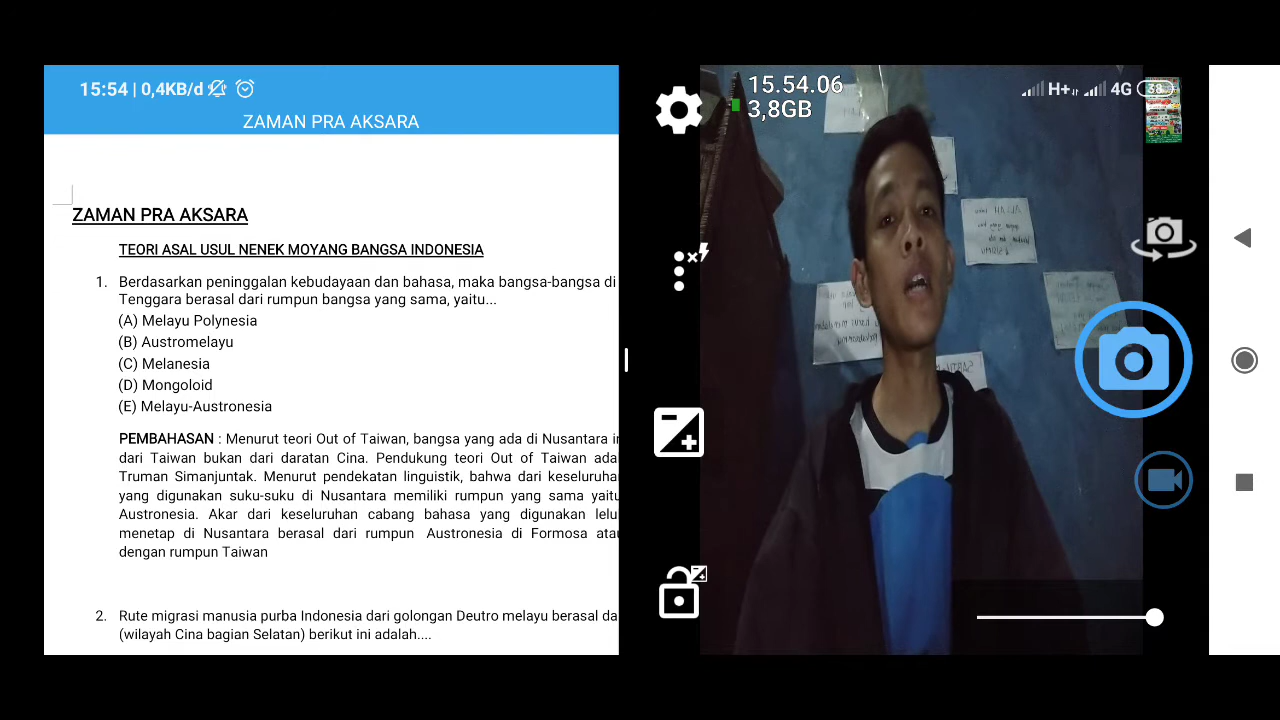 15:54 | 0,4KB/d
ZAMAN PRA AKSARA
ZAMAN PRA AKSARA
TEORI ASAL USUL NENEK MOYANG BANGSA INDONESIA
1. Berdasarkan peninggalan kebudayaan dan bahasa, maka bangsa-bangsa di
Tenggara berasal dari rumpun bangsa yang sama, yaitu...
(A) Melayu Polynesia
(B) Austromelayu
(C) Melanesia
(D) Mongoloid
(E) Melayu-Austronesia
PEMBAHASAN : Menurut teori Out of Taiwan, bangsa yang ada di Nusantara
dari Taiwan bukan dari daratan Cina. Pendukung teori Out of Taiwan
Truman Simanjuntak. Menurut pendekatan linguistik, bahwa dari
yang digunakan suku-suku di Nusantara memiliki rumpun yang sama
Austronesia. Akar dari keseluruhan cabang bahasa yang digunakan
menetap di Nusantara berasal dari rumpun Austronesia di Formosa
dengan rumpun Taiwan
2. Rute migrasi manusia purba Indonesia dari golongan Deutro melayu berasal
(wilayah Cina bagian Selatan) berikut ini adalah....
15.54.06
3,8GB
H+ 4G 38